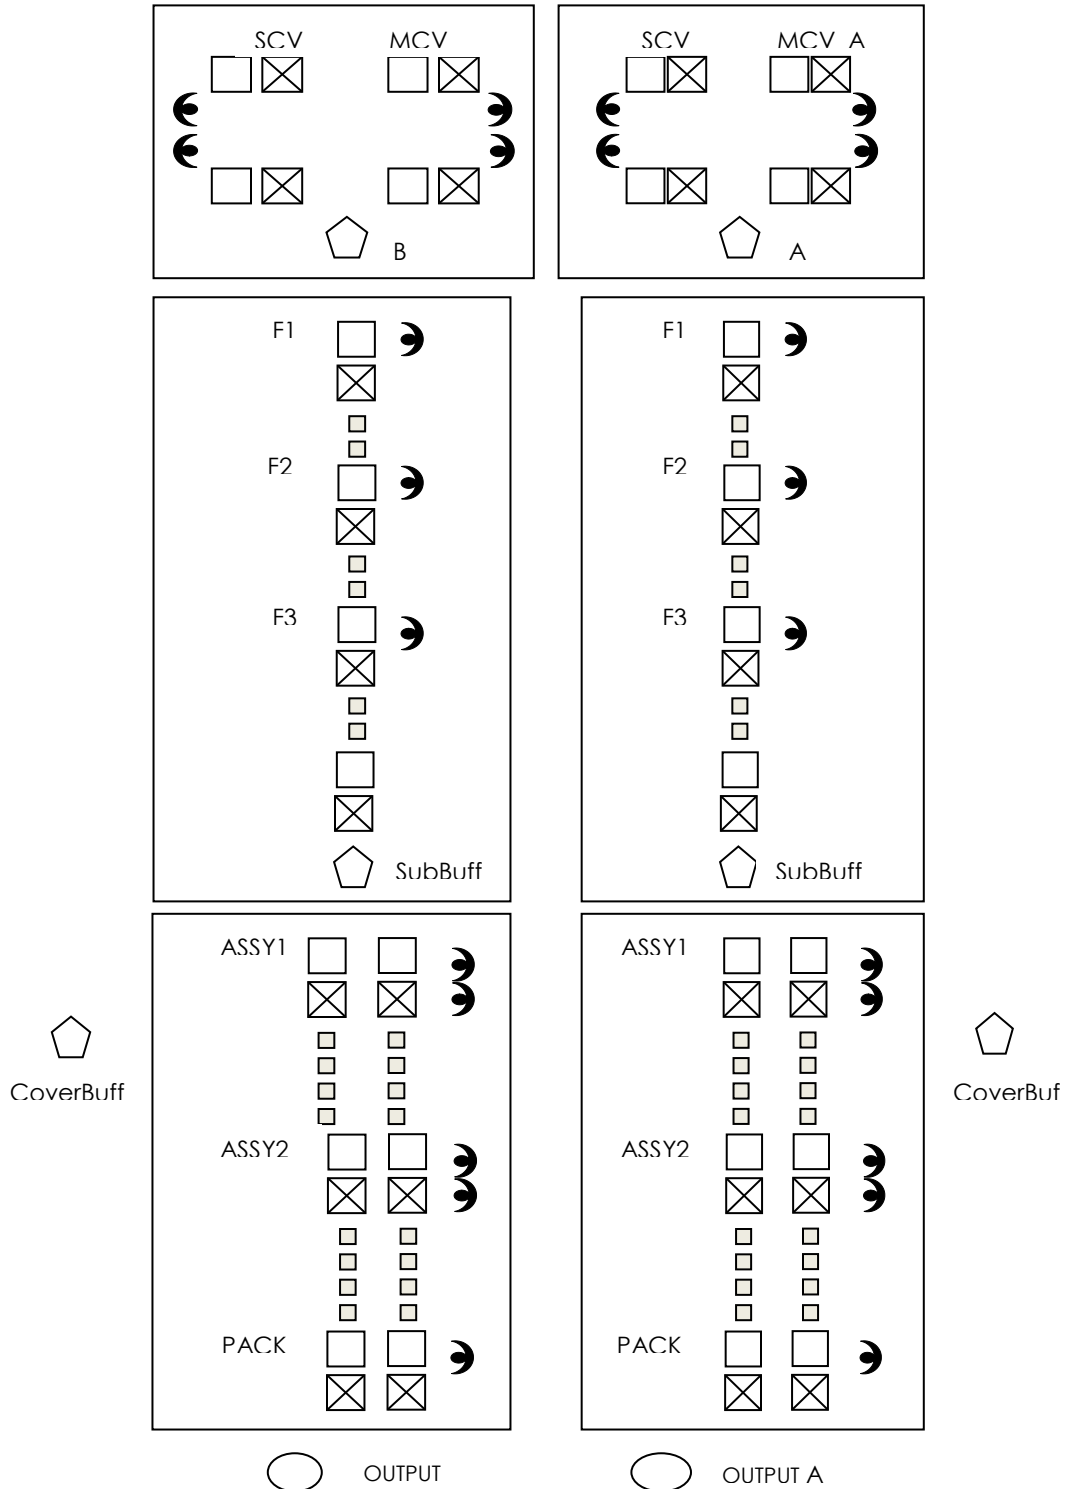 SCV MCV SCV MCV A
B A
F1 F1
F2 F2
F3 F3
SubBuff SubBuff
ASSY1 ASSY1
CoverBuff CoverBuf
ASSY2 ASSY2
PACK PACK
OUTPUT OUTPUT A